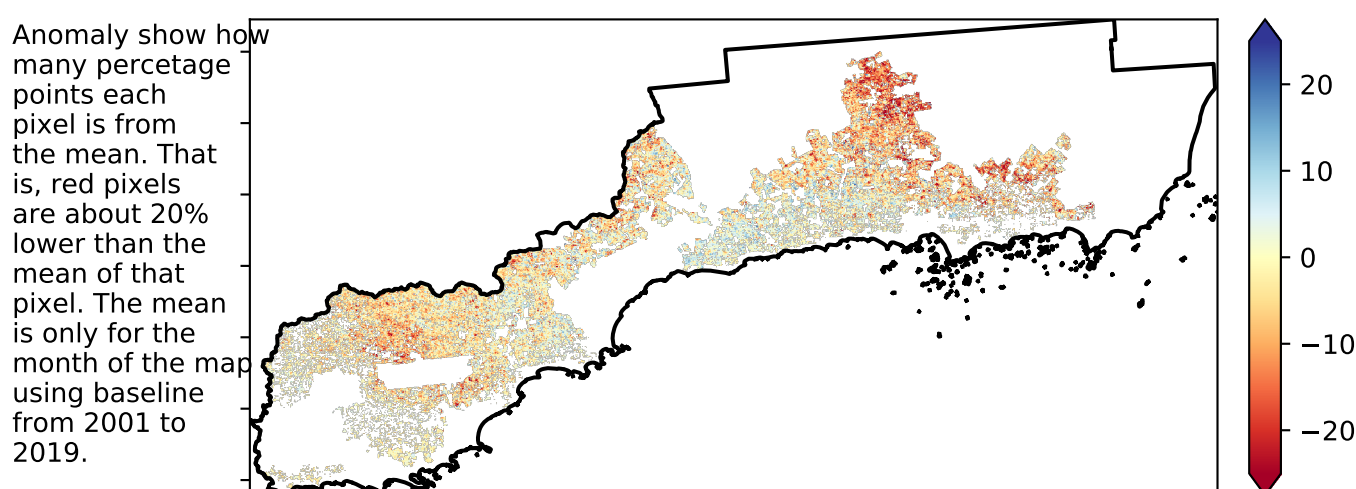 Anomaly show how
many percetage
points each
pixel is from
the mean. That
is, red pixels
are about 20%
lower than the
mean of that
pixel. The mean
is only for the
month of the map
using baseline
from 2001 to
2019.
20
10
0
−10
−20